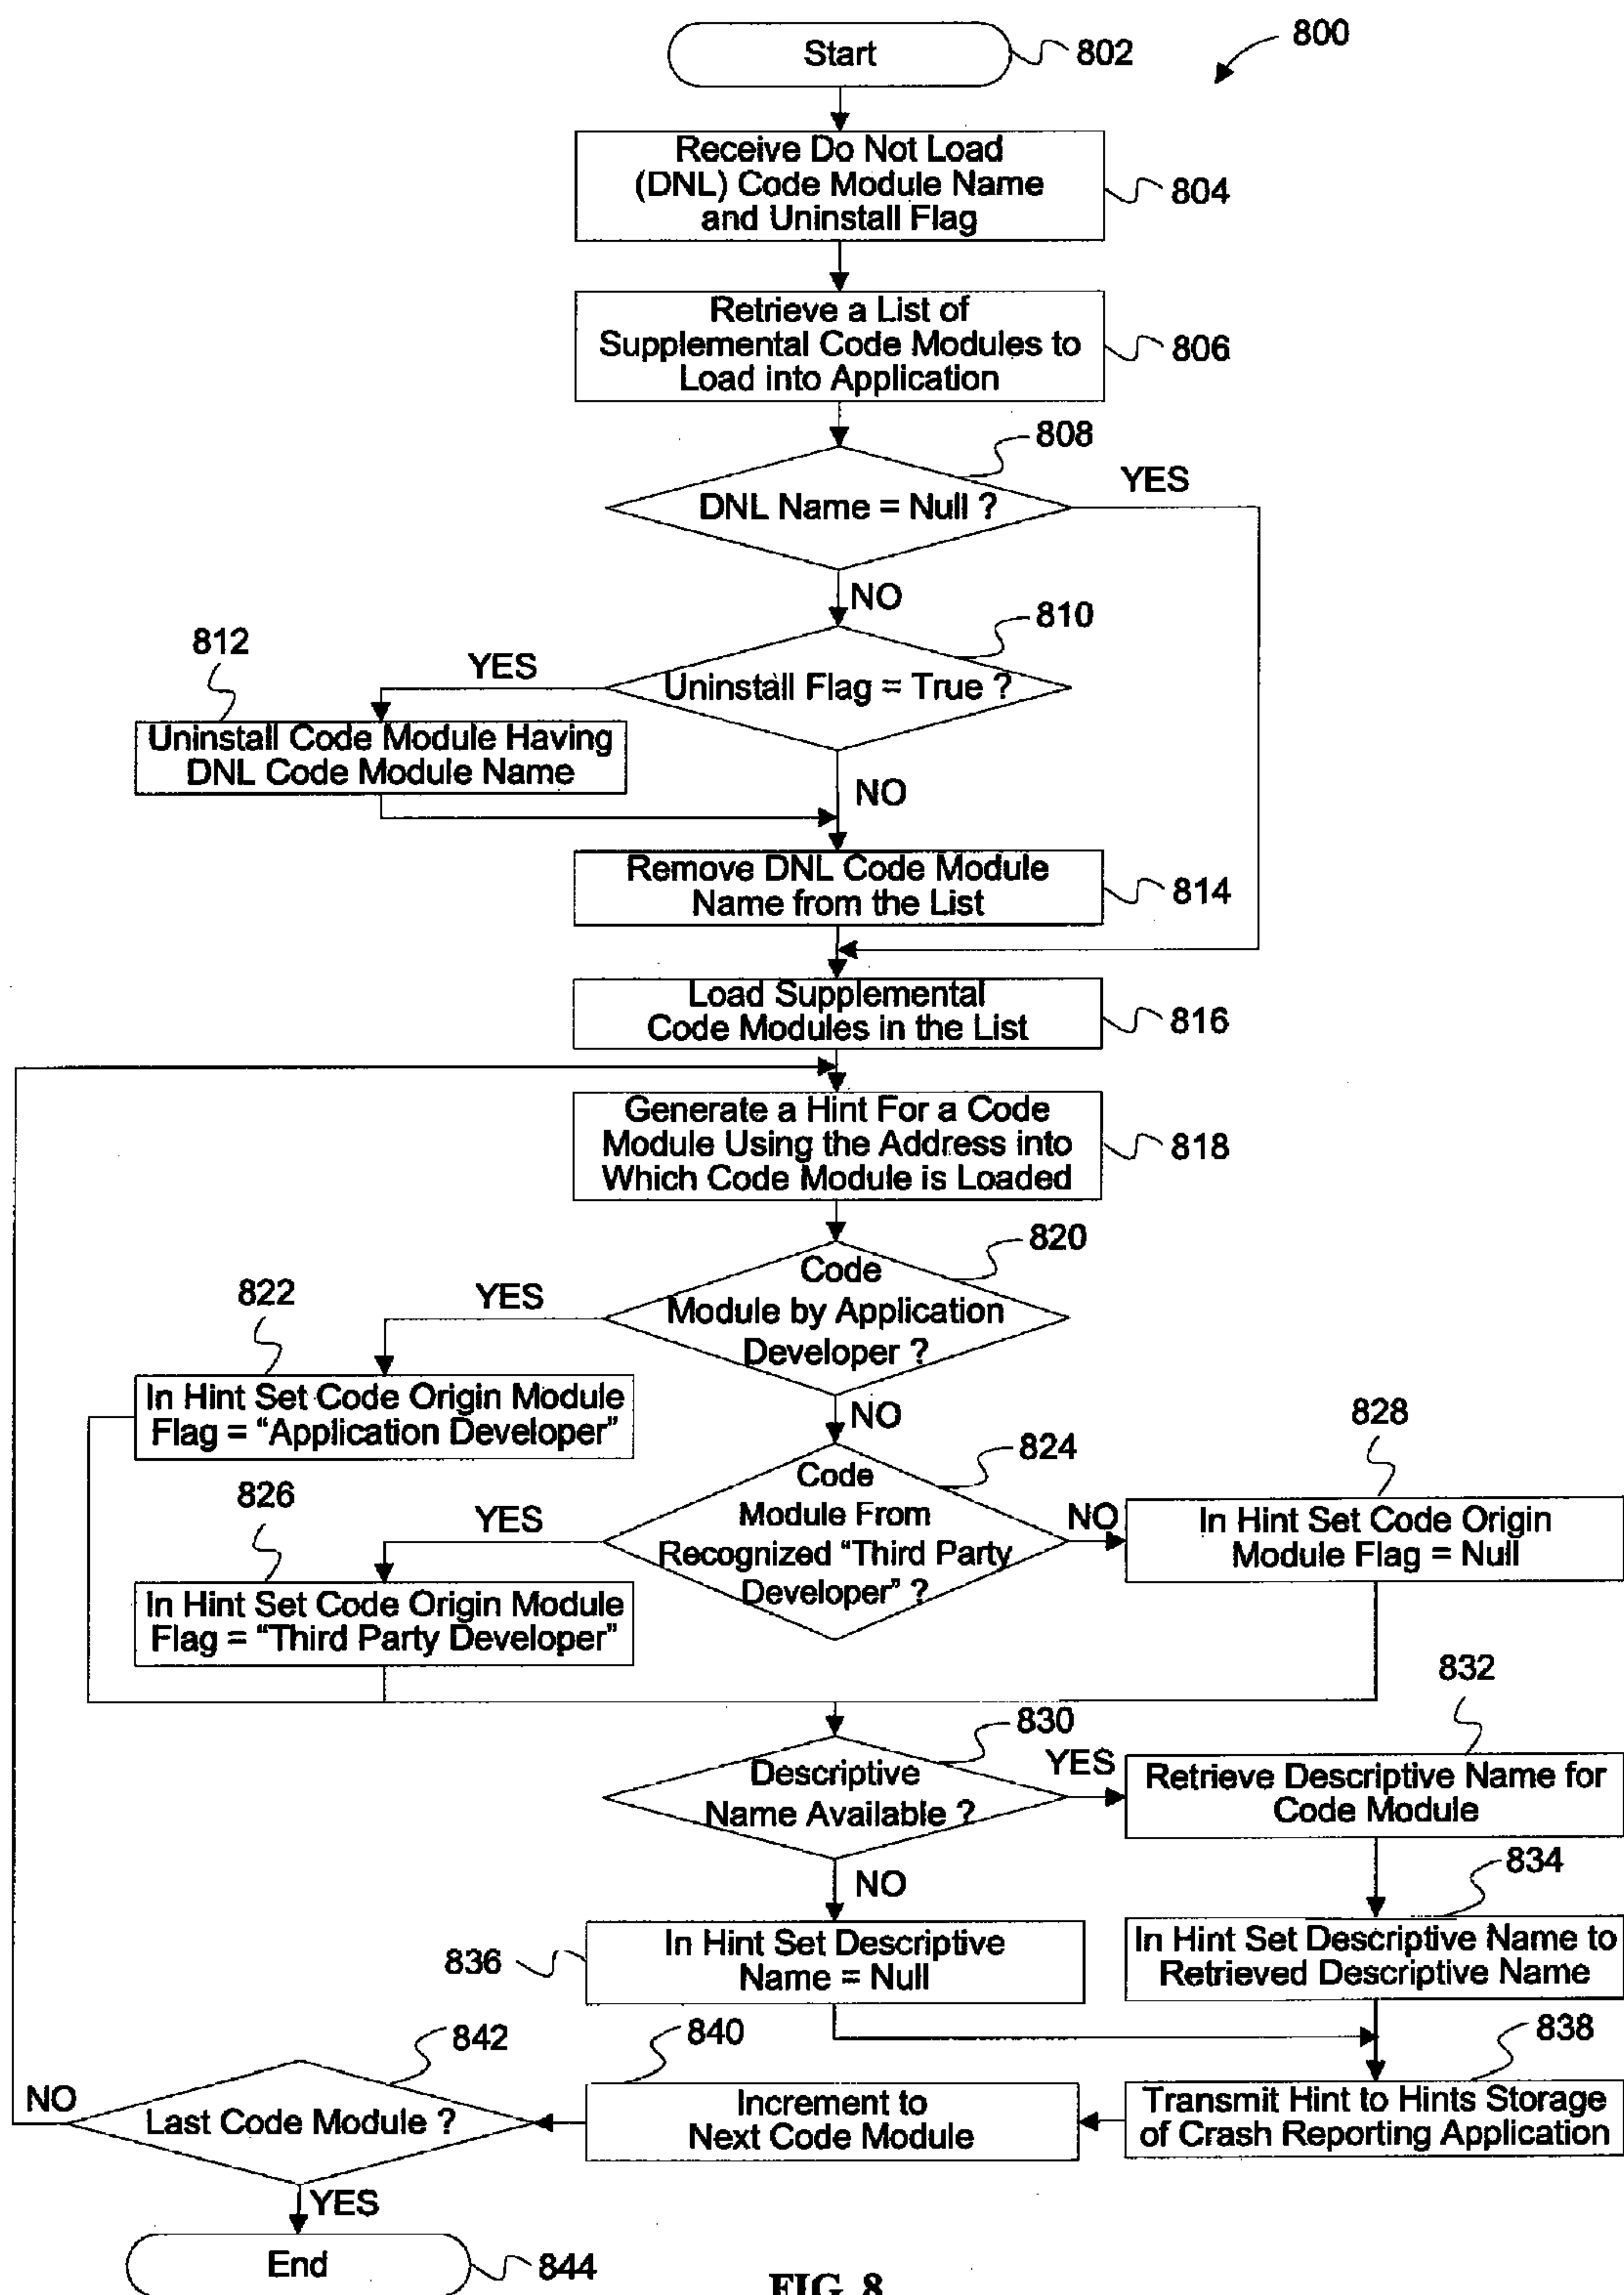 800
Start
802
Receive Do Not Load
(DNL) Code Module Name
and Uninstall Flag
804
Retrieve a List of
Supplemental Code Modules to
Load into Application
806
808
DNL Name = Null ?
YES
NO
810
Uninstall Flag = True ?
YES
812
Uninstall Code Module Having
DNL Code Module Name
NO
Remove DNL Code Module
Name from the List
814
Load Supplemental
Code Modules in the List
816
Generate a Hint For a Code
Module Using the Address into
Which Code Module is Loaded
818
820
Code
Module by Application
Developer ?
YES
822
In Hint Set Code Origin Module
Flag = “Application Developer”
NO
824
Code
Module From
Recognized “Third Party
Developer” ?
YES
826
In Hint Set Code Origin Module
Flag = “Third Party Developer”
NO
828
In Hint Set Code Origin
Module Flag = Null
830
Descriptive
Name Available ?
YES
832
Retrieve Descriptive Name for
Code Module
834
In Hint Set Descriptive Name to
Retrieved Descriptive Name
NO
836
In Hint Set Descriptive
Name = Null
838
Transmit Hint to Hints Storage
of Crash Reporting Application
840
Increment to
Next Code Module
842
Last Code Module ?
NO
YES
End
844
FIG. 8